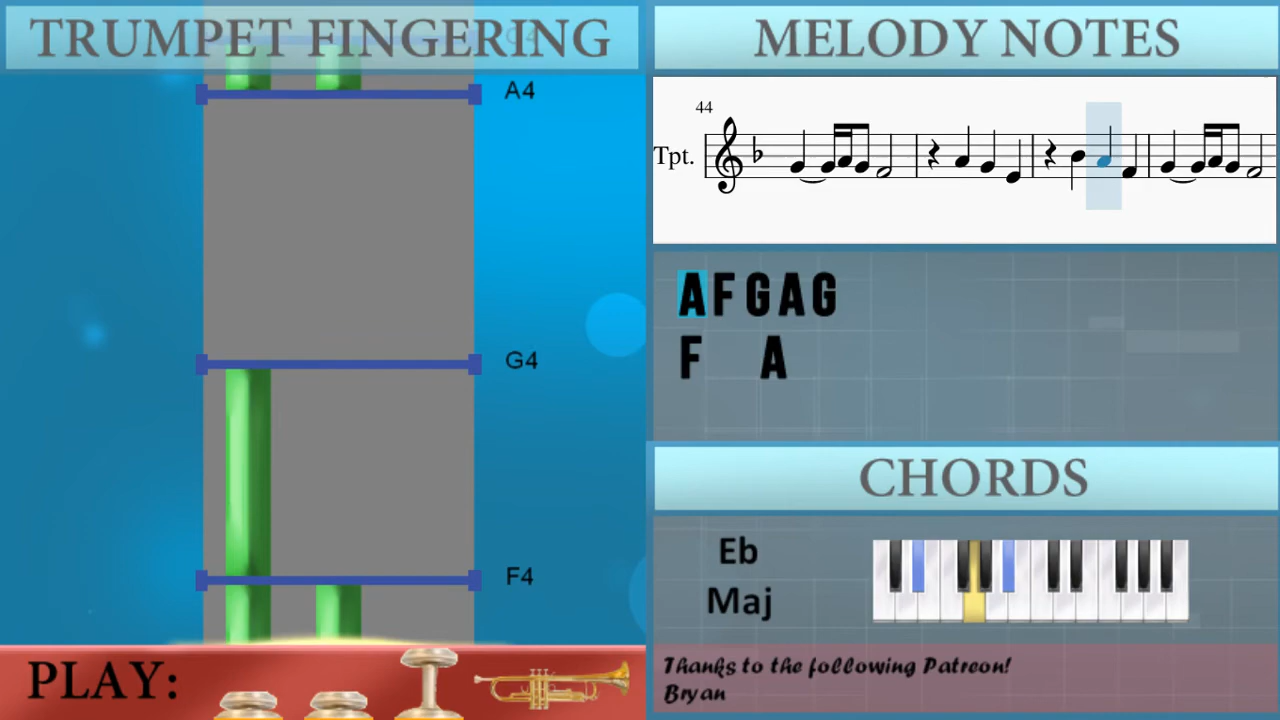 TRUMPET FINGERING
A4
G4
F4
PLAY:
MELODY NOTES
44
Tpt.
A F G A G
F A
CHORDS
Eb
Maj
Thanks to the following Patreon!
Bryan